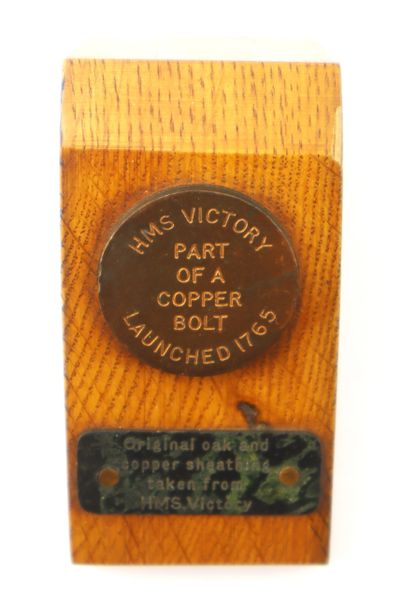 HMS VICTORY
PART
OF A
COPPER
BOLT
LAUNCHED 1765
Original oak and
copper sheathing
taken from
HMS Victory